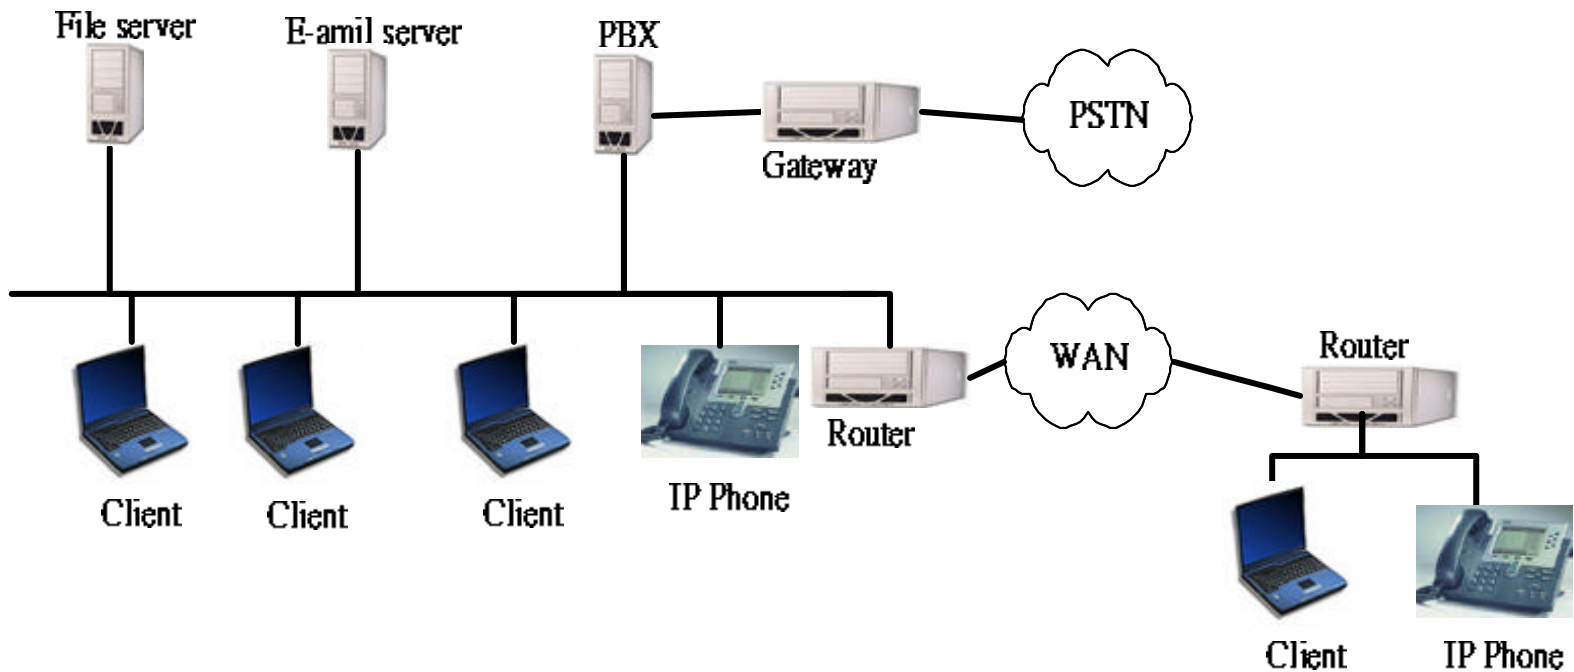 File server
E-amil server
PBX
Gateway
PSTN
WAN
Router
Router
Client
Client
Client
IP Phone
Client
IP Phone